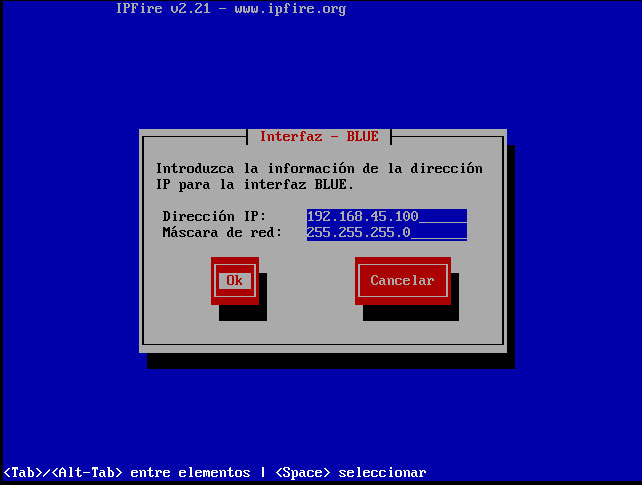 IPFire v2.21 - www.ipfire.org
Interfaz - BLUE
Introduzca la información de la dirección
IP para la interfaz BLUE.
Dirección IP: 192.168.45.100______
Máscara de red: 255.255.255.0_______
Ok Cancelar
<Tab>/<Alt-Tab> entre elementos | <Space> seleccionar